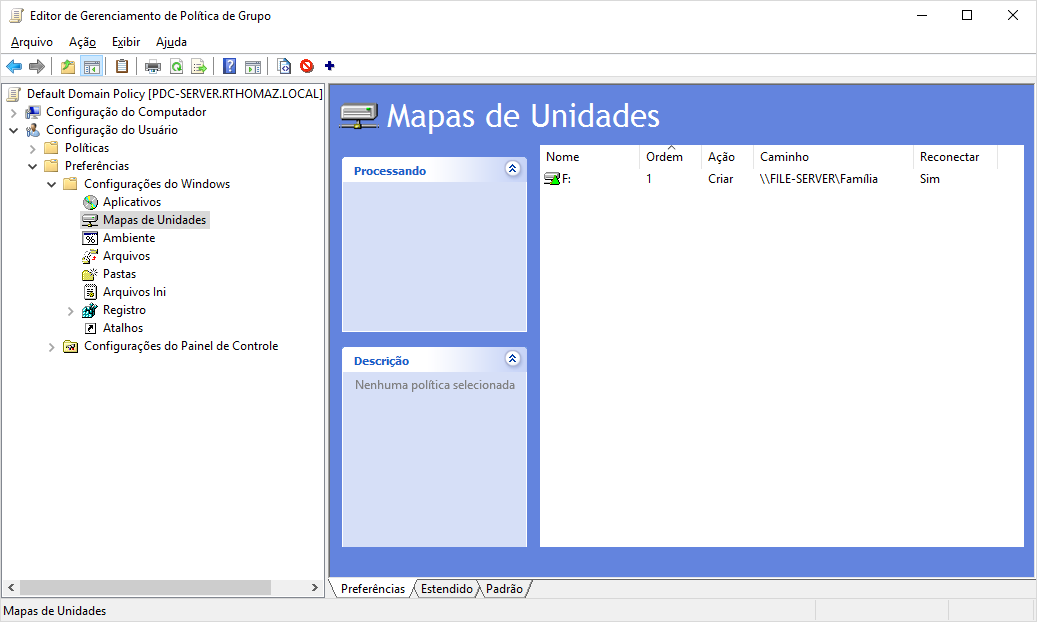 Editor de Gerenciamento de Política de Grupo
Arquivo Ação Exibir Ajuda
Default Domain Policy [PDC-SERVER.RTHOMAZ.LOCAL]
Configuração do Computador
Configuração do Usuário
Políticas
Preferências
Configurações do Windows
Aplicativos
Mapas de Unidades
Ambiente
Arquivos
Pastas
Arquivos Ini
Registro
Atalhos
Configurações do Painel de Controle
Mapas de Unidades
Processando
Descrição
Nenhuma política selecionada
Nome Ordem Ação Caminho Reconectar
F: 1 Criar \\FILE-SERVER\Família Sim
Preferências Estendido Padrão
Mapas de Unidades